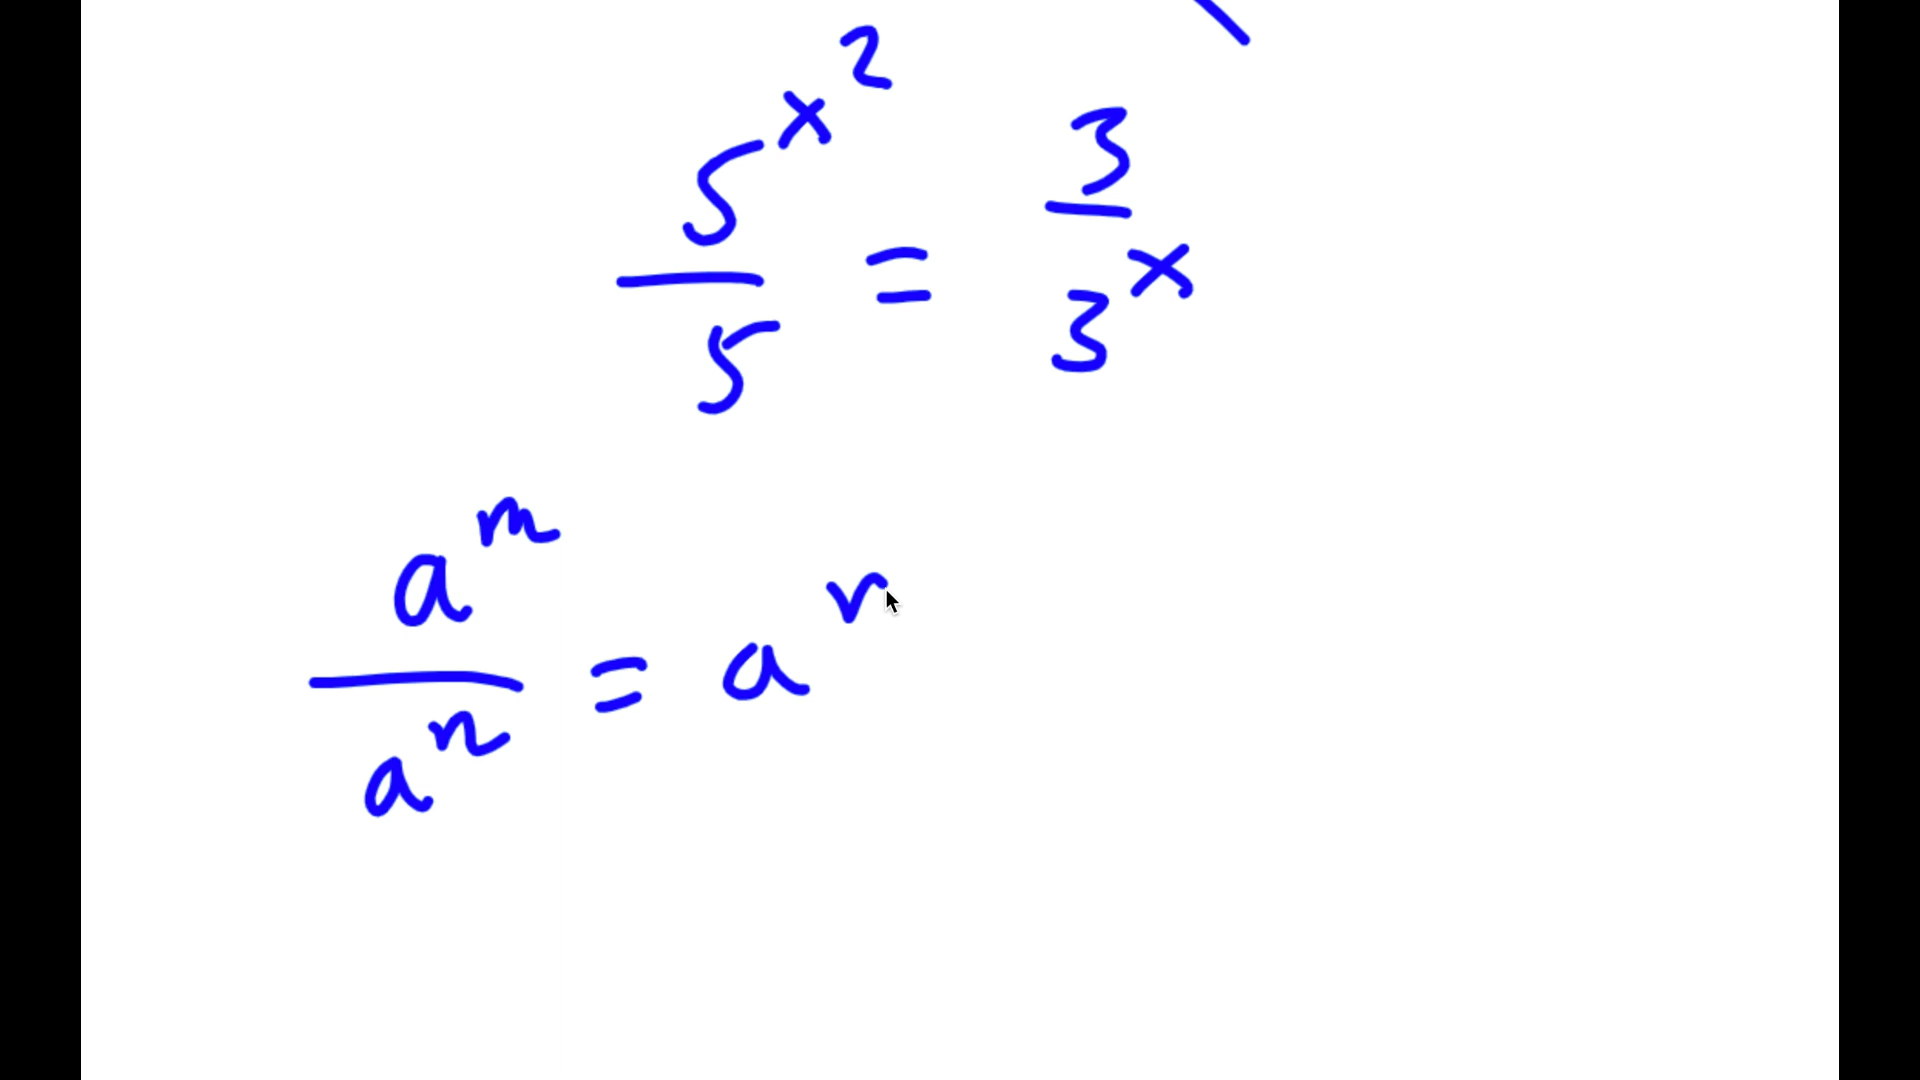 5^x^2 / 5 = 3 / 3^x
a^m / a^n = a